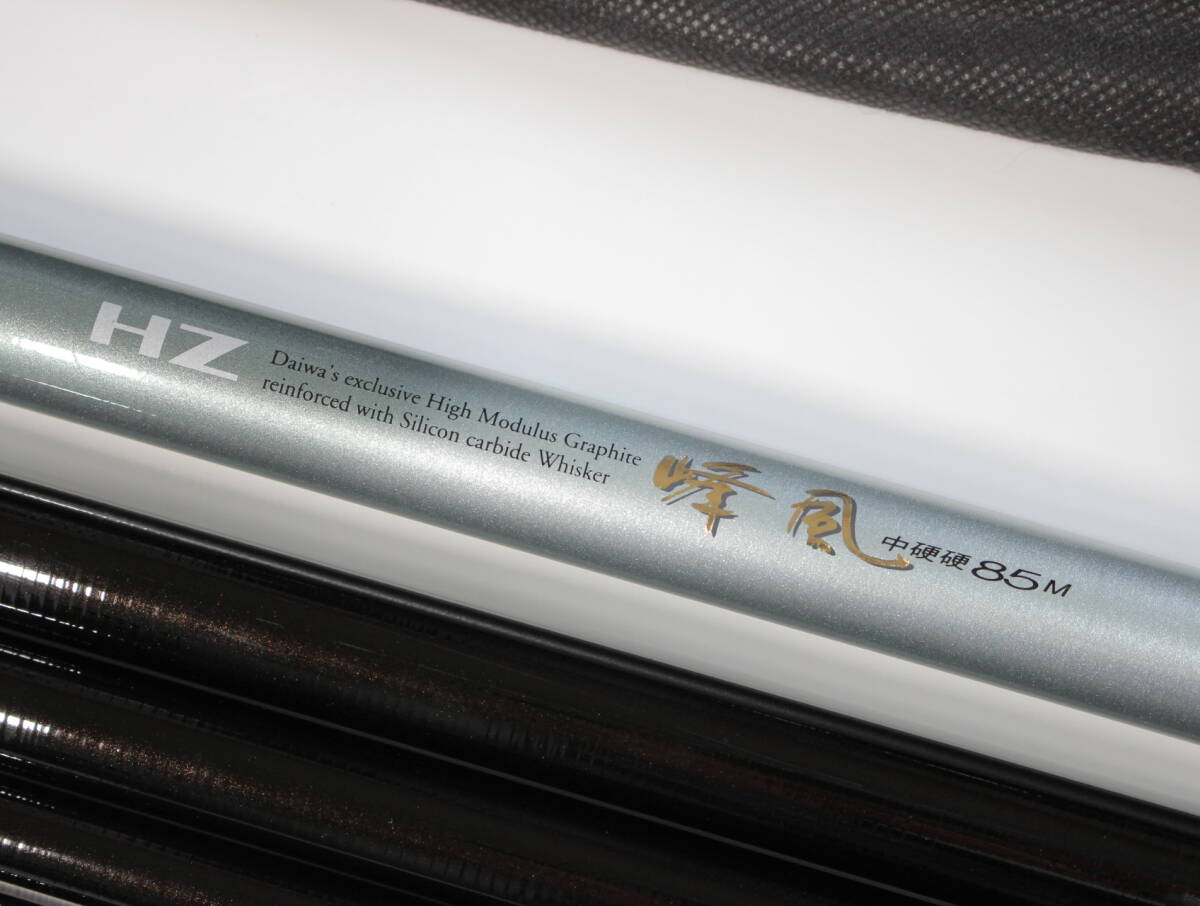 HZ
Daiwa's exclusive High Modulus Graphite
reinforced with Silicon carbide Whisker
峰風 中硬硬 85M